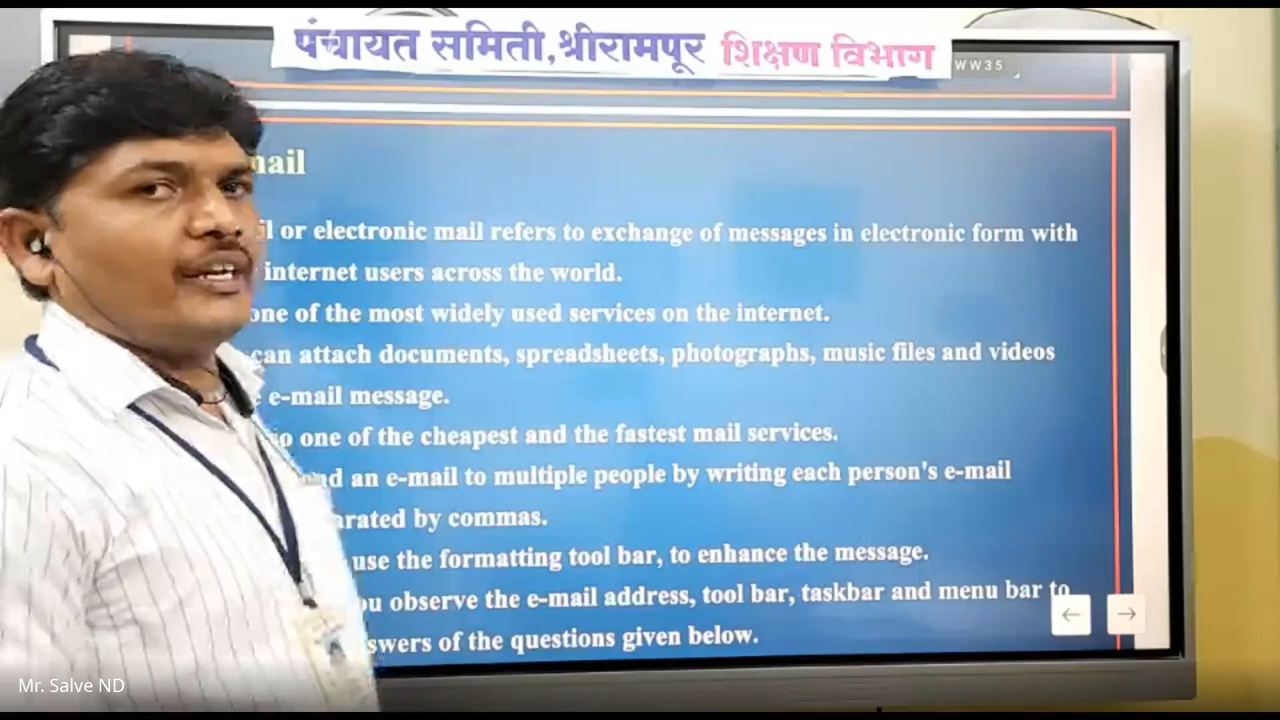 पंचायत समिती,श्रीरामपूर शिक्षण विभाग
WW35
mail
il or electronic mail refers to exchange of messages in electronic form with
internet users across the world.
one of the most widely used services on the internet.
can attach documents, spreadsheets, photographs, music files and videos
e-mail message.
so one of the cheapest and the fastest mail services.
nd an e-mail to multiple people by writing each person's e-mail
arated by commas.
use the formatting tool bar, to enhance the message.
ou observe the e-mail address, tool bar, taskbar and menu bar to
swers of the questions given below.
Mr. Salve ND